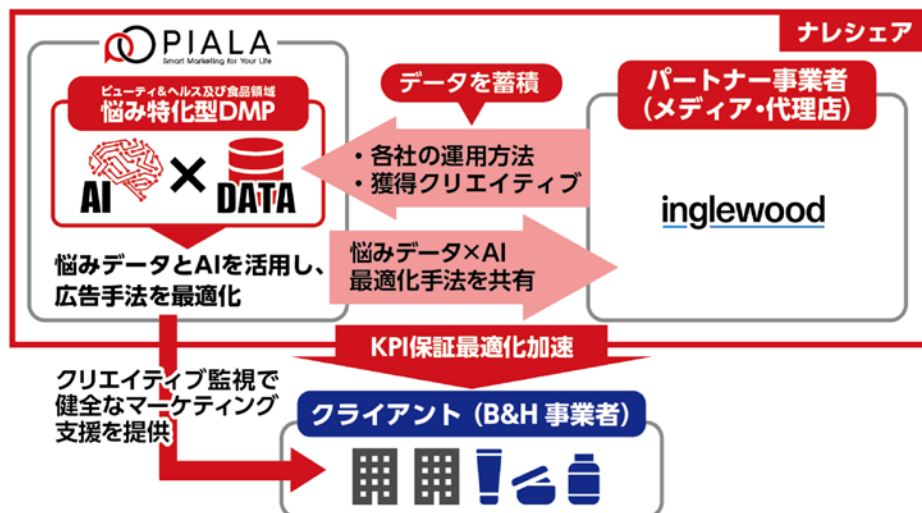 ナレシェア
PIALA
Smart Marketing for Your Life
ビューティ&ヘルス及び食品領域
悩み特化型DMP
AI×DATA
悩みデータとAIを活用し、
広告手法を最適化
データを蓄積
・各社の運用方法
・獲得クリエイティブ
悩みデータ×AI
最適化手法を共有
パートナー事業者
(メディア・代理店)
inglewood
KPI保証最適化加速
クリエイティブ監視で
健全なマーケティング
支援を提供
クライアント(B&H 事業者)